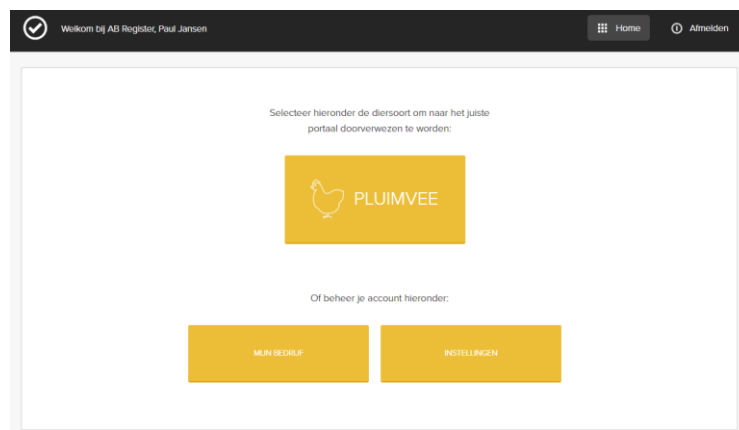 Welkom bij AB Register, Paul Jansen
Home
Afmelden
Selecteer hieronder de diersoort om naar het juiste
portaal doorverwezen te worden:
PLUIMVEE
Of beheer je account hieronder:
MIJN BEDRIJF
INSTELLINGEN